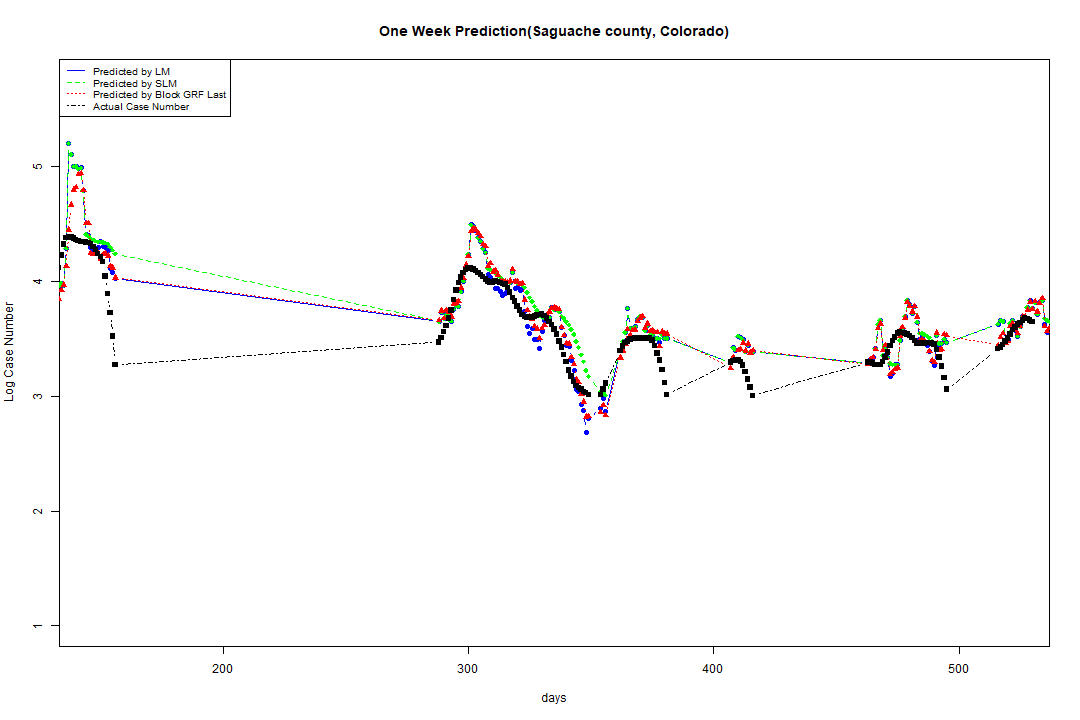 One Week Prediction(Saguache county, Colorado)
Predicted by LM
Predicted by SLM
Predicted by Block GRF Last
Actual Case Number
5
4
3
2
1
Log Case Number
200 300 400 500
days